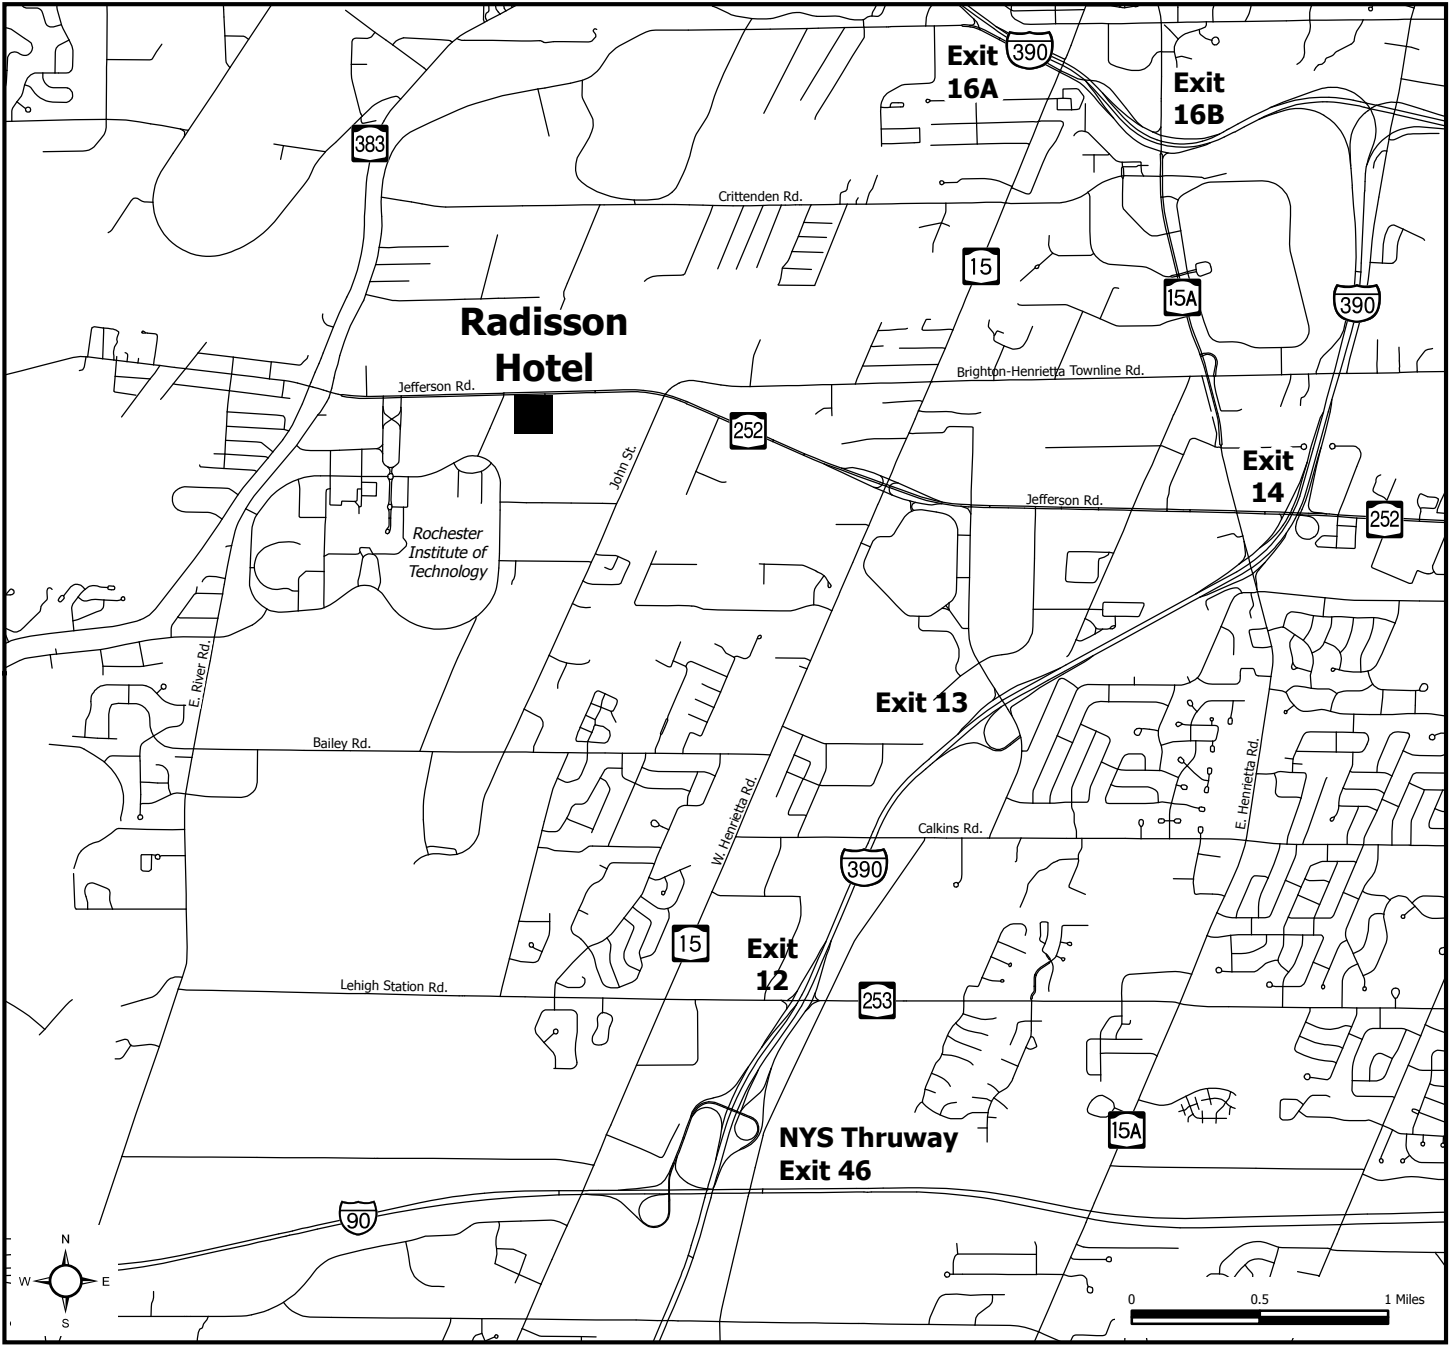 Exit
16A
390
Exit
16B
383
Crittenden Rd.
15
15A
390
Radisson
Hotel
Jefferson Rd.
Brighton-Henrietta Townline Rd.
252
John St.
Exit
14
Jefferson Rd.
252
Rochester
Institute of
Technology
E. River Rd.
Exit 13
Bailey Rd.
W. Henrietta Rd.
E. Henrietta Rd.
Calkins Rd.
390
15
Exit
12
Lehigh Station Rd.
253
15A
NYS Thruway
Exit 46
90
N
W
E
S
0
0.5
1 Miles